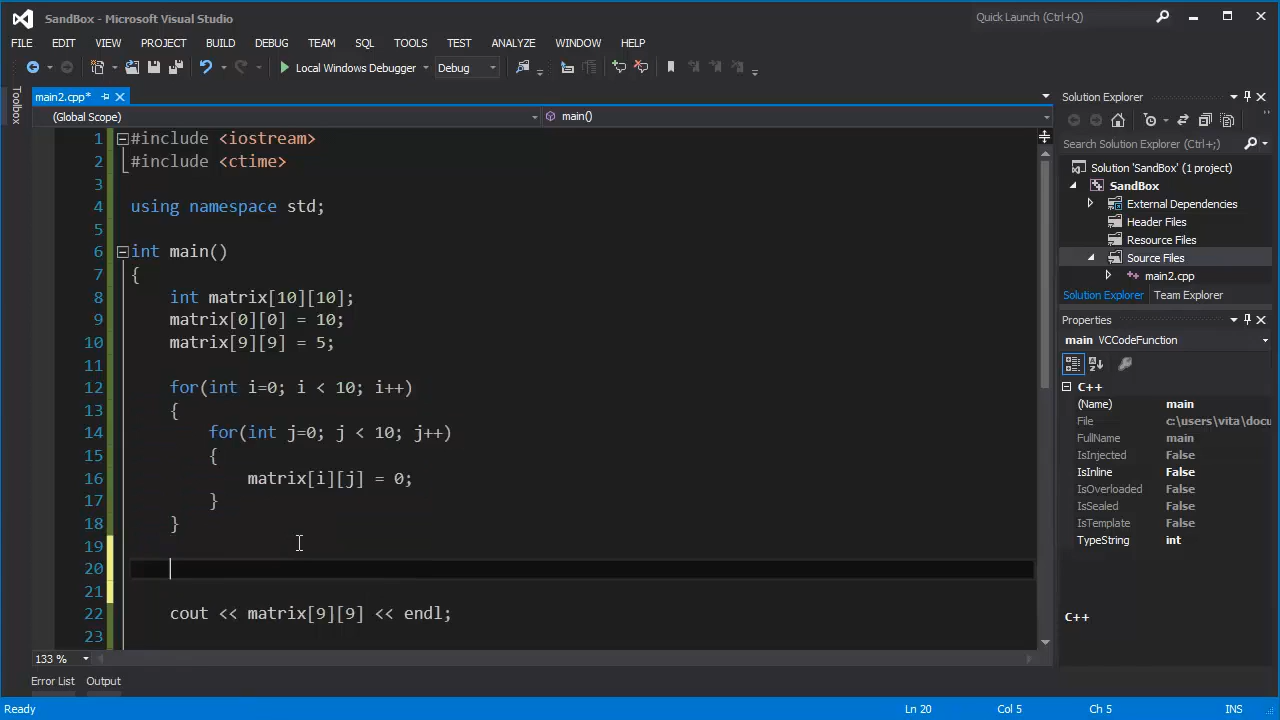 SandBox - Microsoft Visual Studio
Quick Launch (Ctrl+Q)
FILE EDIT VIEW PROJECT BUILD DEBUG TEAM SQL TOOLS TEST ANALYZE WINDOW HELP
Local Windows Debugger Debug
Toolbox
main2.cpp*
(Global Scope) main()
1 #include <iostream>
2 #include <ctime>
3
4 using namespace std;
5
6 int main()
7 {
8 int matrix[10][10];
9 matrix[0][0] = 10;
10 matrix[9][9] = 5;
11
12 for(int i=0; i < 10; i++)
13 {
14 for(int j=0; j < 10; j++)
15 {
16 matrix[i][j] = 0;
17 }
18 }
19
20
21
22 cout << matrix[9][9] << endl;
23
133 %
Solution Explorer
Search Solution Explorer (Ctrl+;)
Solution 'SandBox' (1 project)
SandBox
External Dependencies
Header Files
Resource Files
Source Files
main2.cpp
Solution Explorer Team Explorer
Properties
main VCCodeFunction
C++
(Name) main
File c:\users\vita\docu
FullName main
IsInjected False
IsInline False
IsOverloaded False
IsSealed False
IsTemplate False
TypeString int
C++
Error List Output
Ready Ln 20 Col 5 Ch 5 INS